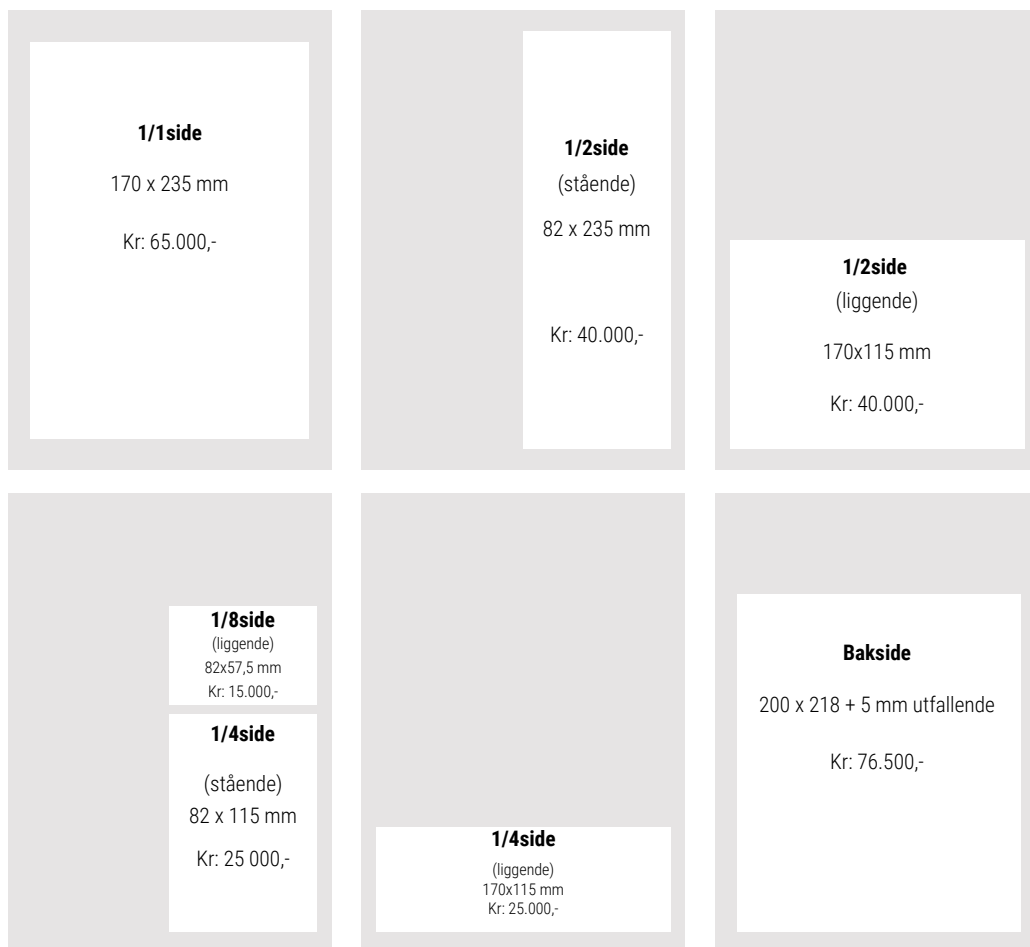 1/1side
170 x 235 mm
Kr: 65.000,-
1/2side
(stående)
82 x 235 mm
Kr: 40.000,-
1/2side
(liggende)
170x115 mm
Kr: 40.000,-
1/8side
(liggende)
82x57,5 mm
Kr: 15.000,-
1/4side
(stående)
82 x 115 mm
Kr: 25 000,-
1/4side
(liggende)
170x115 mm
Kr: 25.000,-
Bakside
200 x 218 + 5 mm utfallende
Kr: 76.500,-